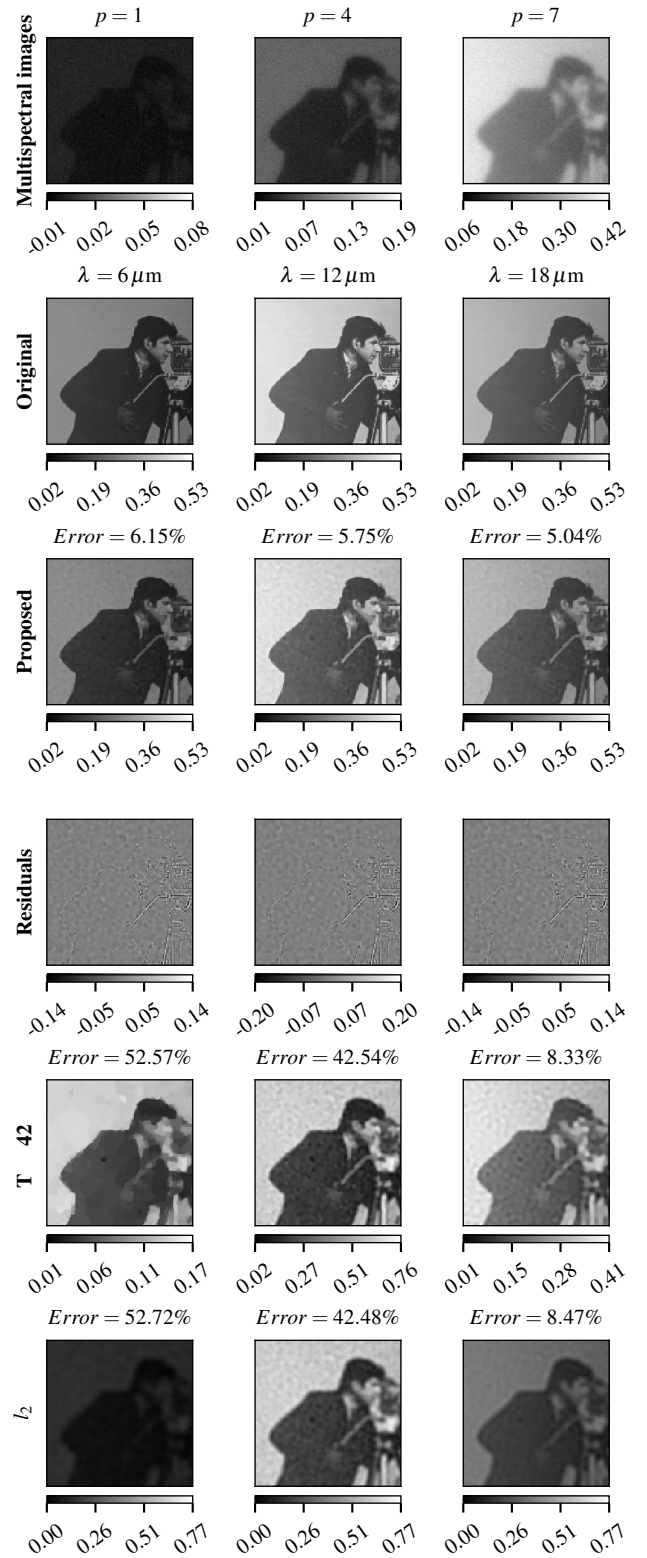 p = 1 p = 4 p = 7
Multispectral images
-0.01 0.02 0.05 0.08 0.01 0.07 0.13 0.19 0.06 0.18 0.30 0.42
λ = 6 μm λ = 12 μm λ = 18 μm
Original
0.02 0.19 0.36 0.53 0.02 0.19 0.36 0.53 0.02 0.19 0.36 0.53
Error = 6.15% Error = 5.75% Error = 5.04%
Proposed
0.02 0.19 0.36 0.53 0.02 0.19 0.36 0.53 0.02 0.19 0.36 0.53
Residuals
-0.14 -0.05 0.05 0.14 -0.20 -0.07 0.07 0.20 -0.14 -0.05 0.05 0.14
Error = 52.57% Error = 42.54% Error = 8.33%
T 42
0.01 0.06 0.11 0.17 0.02 0.27 0.51 0.76 0.01 0.15 0.28 0.41
Error = 52.72% Error = 42.48% Error = 8.47%
l₂
0.00 0.26 0.51 0.77 0.00 0.26 0.51 0.77 0.00 0.26 0.51 0.77